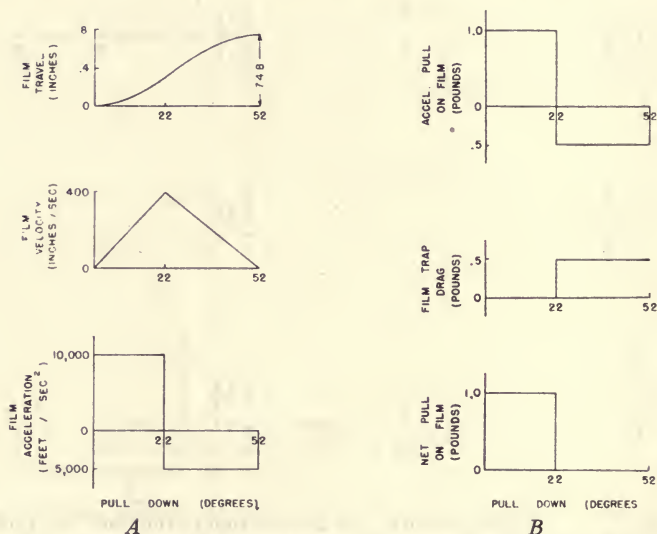 8
.4
0
FILM
TRAVEL
(INCHES)
22
52
.748
400
0
FILM
VELOCITY
(INCHES / SEC)
22
52
10,000
0
5,000
FILM
ACCELERATION
(FEET / SEC²)
22
52
PULL DOWN (DEGREES)
A
1.0
0
.5
ACCEL. PULL
ON FILM
(POUNDS)
22
52
.5
0
FILM TRAP
DRAG
(POUNDS)
22
52
1.0
0
NET PULL
ON FILM
(POUNDS)
22
52
PULL DOWN (DEGREES
B